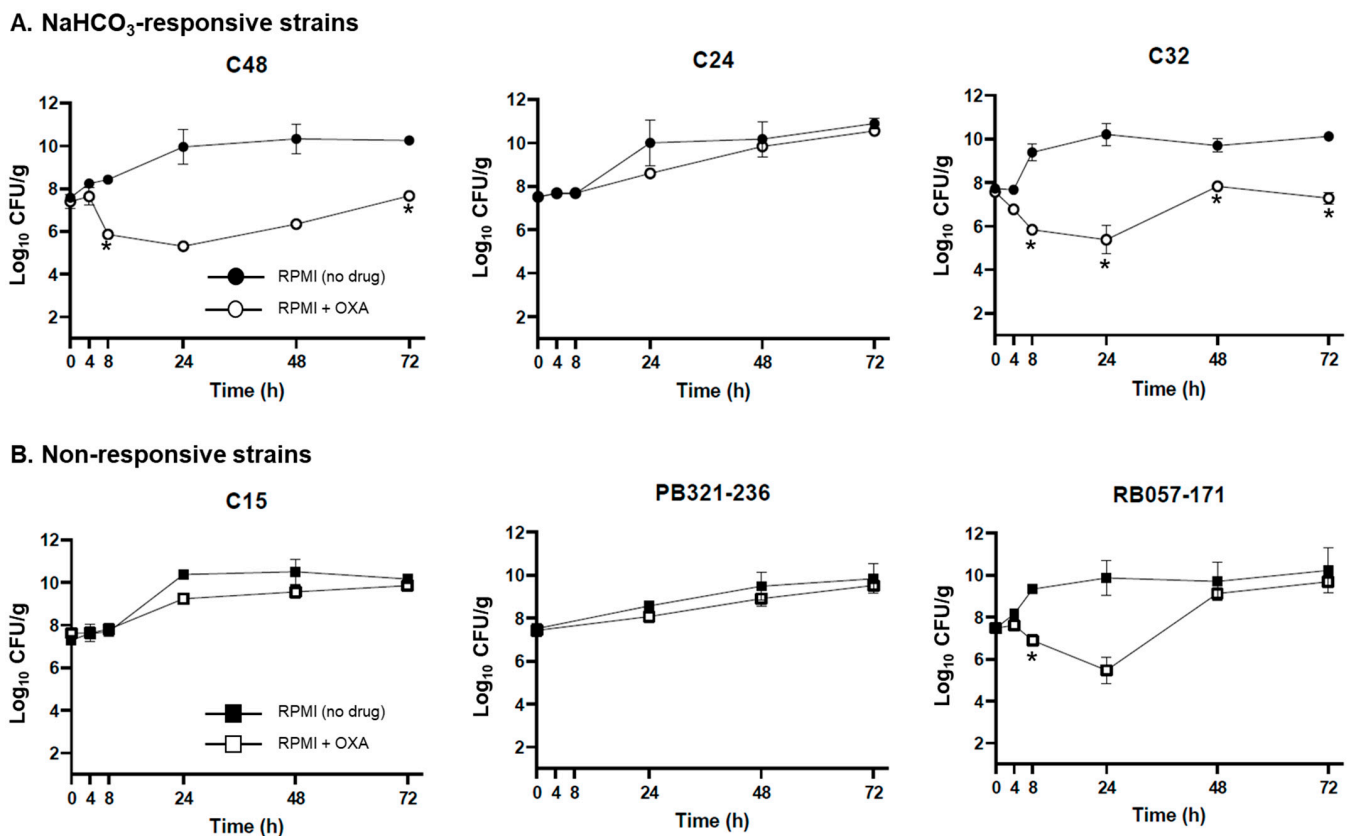 A. NaHCO₃-responsive strains
C48
Log₁₀ CFU/g
12
10
8
6
4
2
RPMI (no drug)
RPMI + OXA
*
*
0 4 8 24 48 72
Time (h)
C24
Log₁₀ CFU/g
12
10
8
6
4
2
0 4 8 24 48 72
Time (h)
C32
Log₁₀ CFU/g
12
10
8
6
4
2
*
*
*
*
0 4 8 24 48 72
Time (h)
B. Non-responsive strains
C15
Log₁₀ CFU/g
12
10
8
6
4
2
RPMI (no drug)
RPMI + OXA
0 4 8 24 48 72
Time (h)
PB321-236
Log₁₀ CFU/g
12
10
8
6
4
2
0 4 8 24 48 72
Time (h)
RB057-171
Log₁₀ CFU/g
12
10
8
6
4
2
*
0 4 8 24 48 72
Time (h)